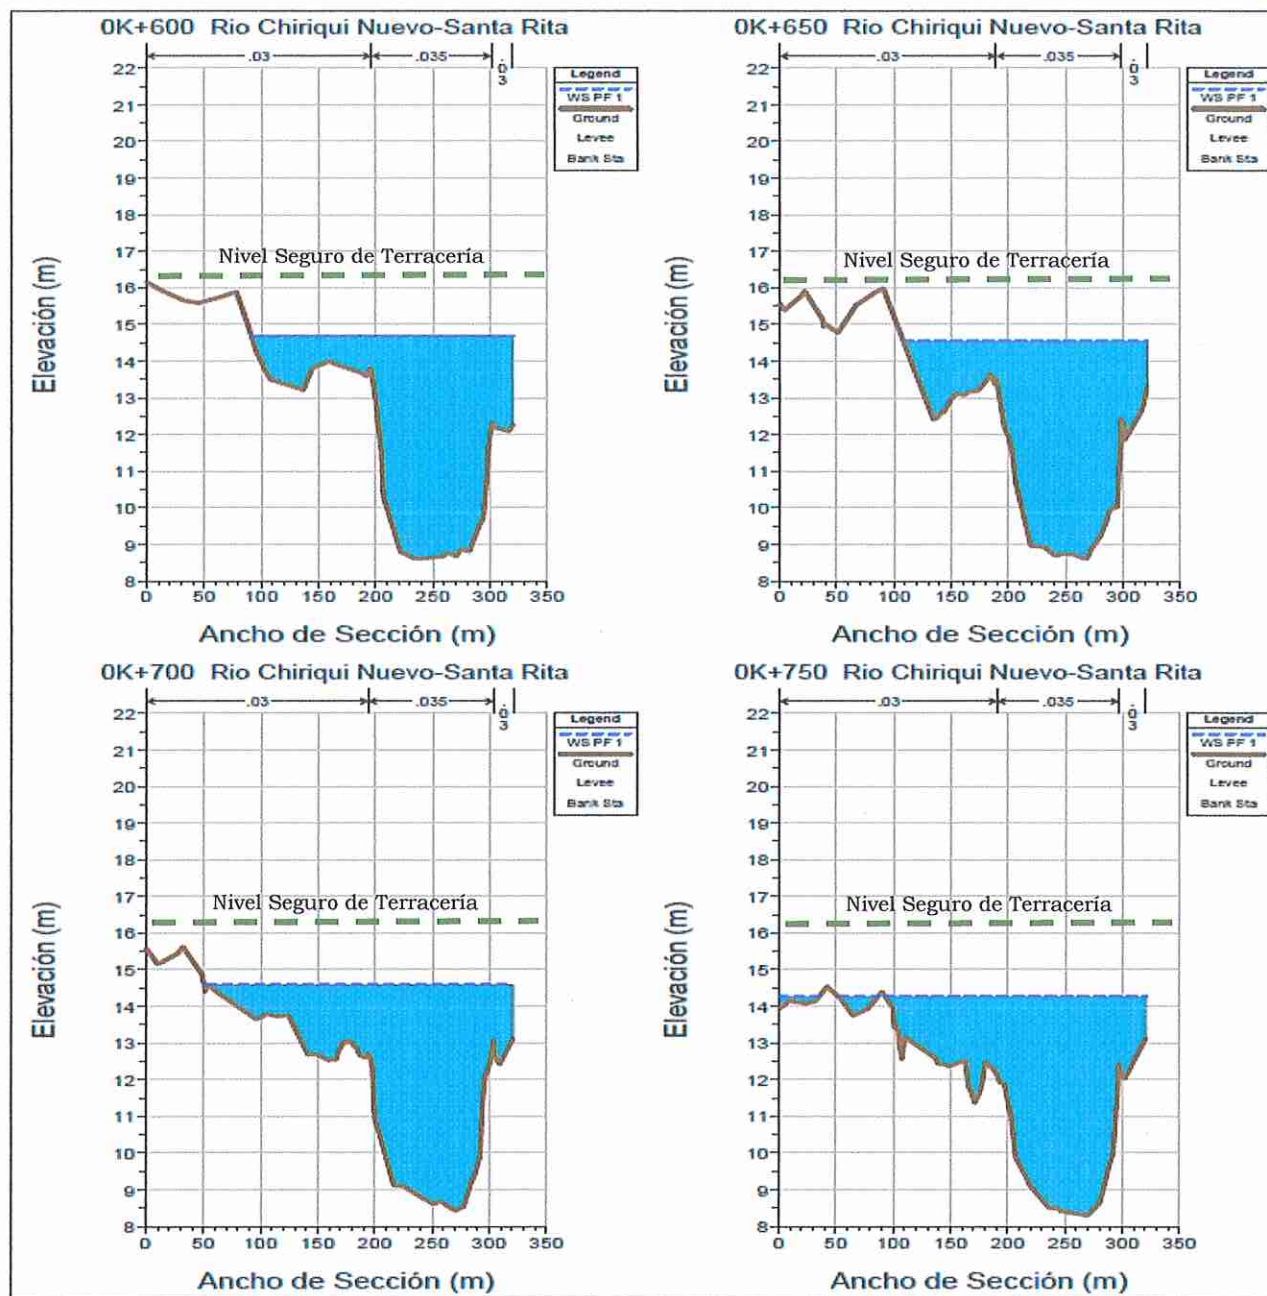 0K+600 Rio Chiriqui Nuevo-Santa Rita
.03
.035
.03
22
21
20
19
18
17
16
15
14
13
12
11
10
9
8
0 50 100 150 200 250 300 350
Elevación (m)
Ancho de Sección (m)
Nivel Seguro de Terracería
Legend
WS PF 1
Ground
Levee
Bank Sta
0K+650 Rio Chiriqui Nuevo-Santa Rita
.03
.035
.03
22
21
20
19
18
17
16
15
14
13
12
11
10
9
8
0 50 100 150 200 250 300 350
Elevación (m)
Ancho de Sección (m)
Nivel Seguro de Terracería
Legend
WS PF 1
Ground
Levee
Bank Sta
0K+700 Rio Chiriqui Nuevo-Santa Rita
.03
.035
.03
22
21
20
19
18
17
16
15
14
13
12
11
10
9
8
0 50 100 150 200 250 300 350
Elevación (m)
Ancho de Sección (m)
Nivel Seguro de Terracería
Legend
WS PF 1
Ground
Levee
Bank Sta
0K+750 Rio Chiriqui Nuevo-Santa Rita
.03
.035
.03
22
21
20
19
18
17
16
15
14
13
12
11
10
9
8
0 50 100 150 200 250 300 350
Elevación (m)
Ancho de Sección (m)
Nivel Seguro de Terracería
Legend
WS PF 1
Ground
Levee
Bank Sta